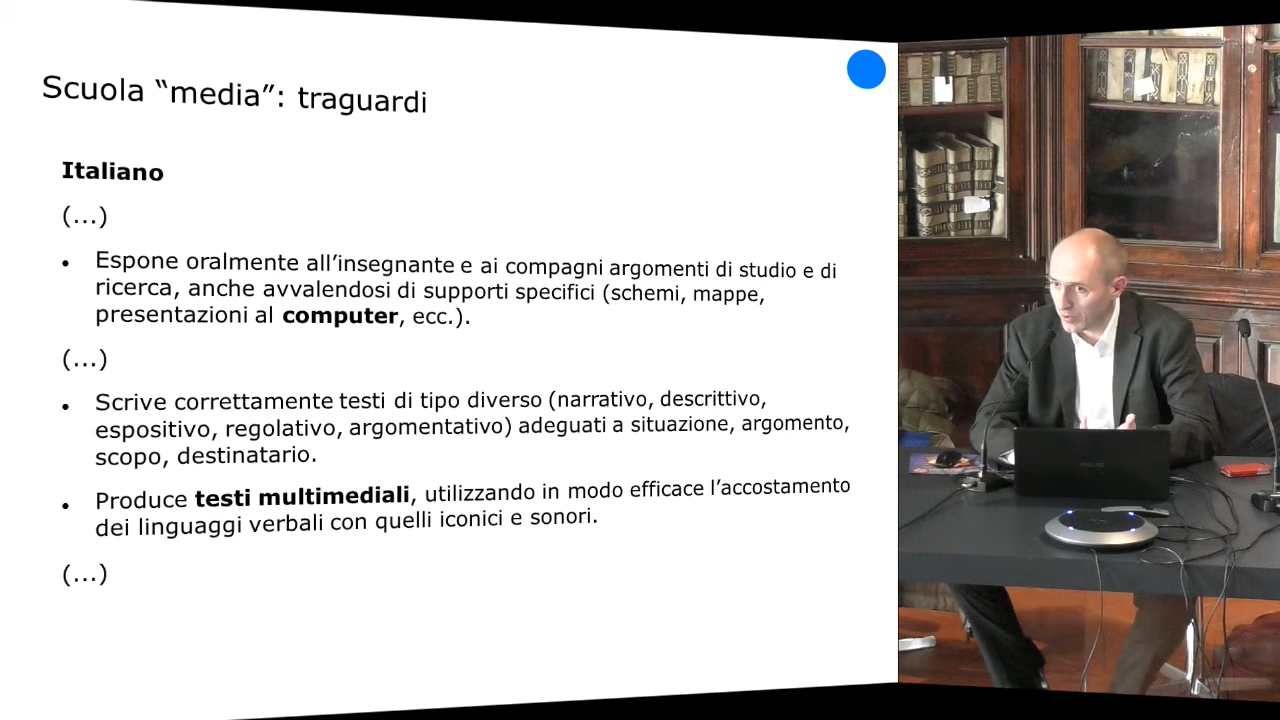 Scuola “media”: traguardi
Italiano
(...)
• Espone oralmente all’insegnante e ai compagni argomenti di studio e di
ricerca, anche avvalendosi di supporti specifici (schemi, mappe,
presentazioni al computer, ecc.).
(...)
• Scrive correttamente testi di tipo diverso (narrativo, descrittivo,
espositivo, regolativo, argomentativo) adeguati a situazione, argomento,
scopo, destinatario.
• Produce testi multimediali, utilizzando in modo efficace l’accostamento
dei linguaggi verbali con quelli iconici e sonori.
(...)